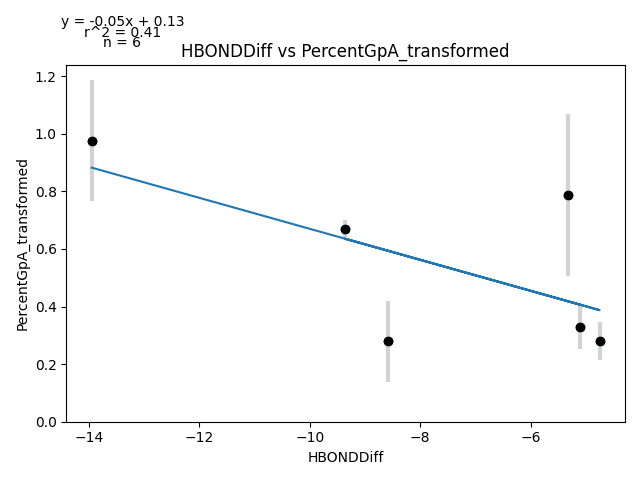 y = -0.05x + 0.13
r^2 = 0.41
n = 6
HBONDDiff vs PercentGpA_transformed
PercentGpA_transformed
1.2
1.0
0.8
0.6
0.4
0.2
0.0
−14
−12
−10
−8
−6
HBONDDiff